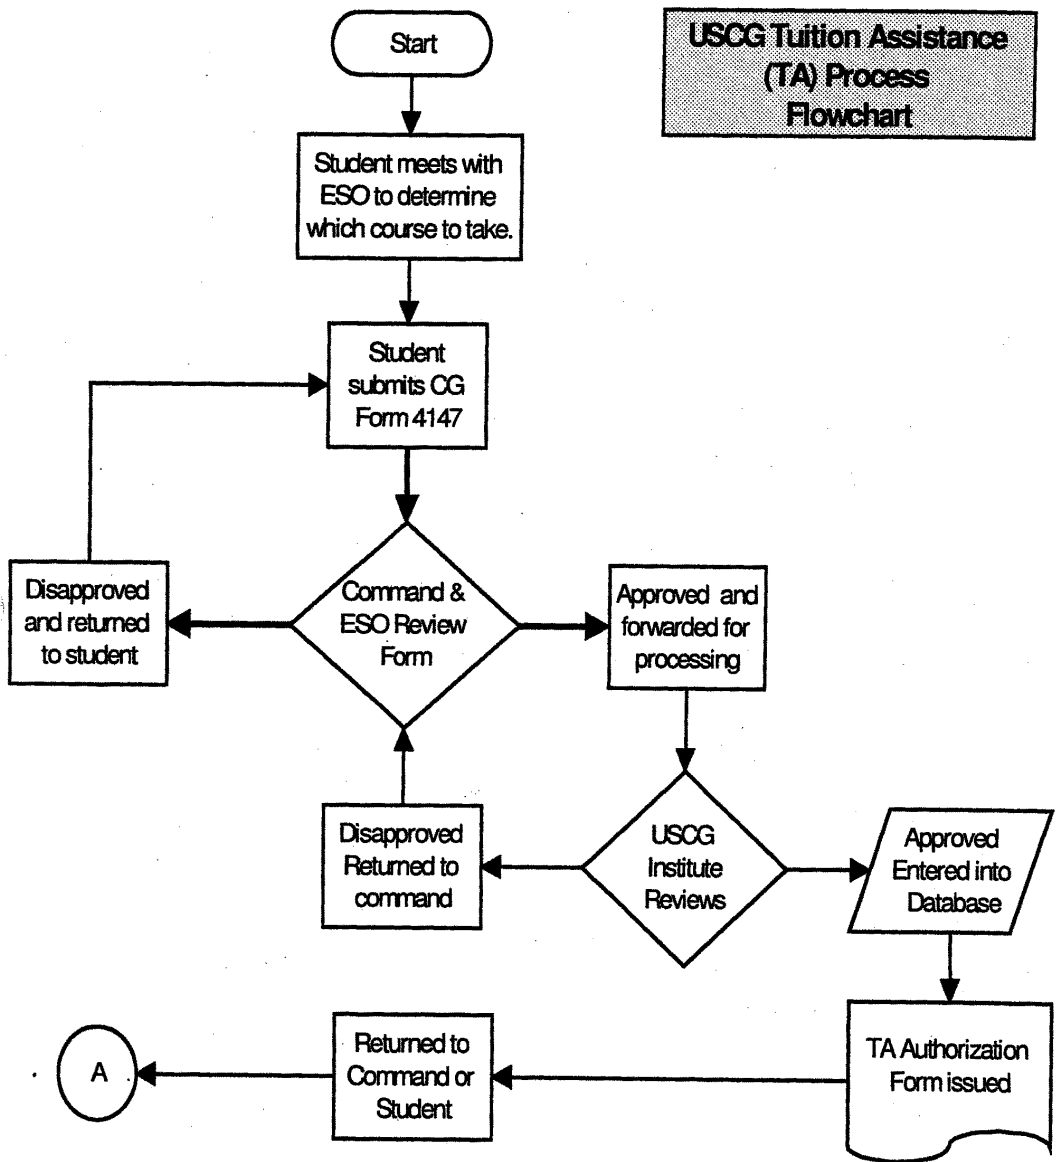 Start
USCG Tuition Assistance
(TA) Process
Flowchart
Student meets with
ESO to determine
which course to take.
Student
submits CG
Form 4147
Disapproved
and returned
to student
Command &
ESO Review
Form
Approved and
forwarded for
processing
Disapproved
Returned to
command
USCG
Institute
Reviews
Approved
Entered into
Database
A
Returned to
Command or
Student
TA Authorization
Form issued